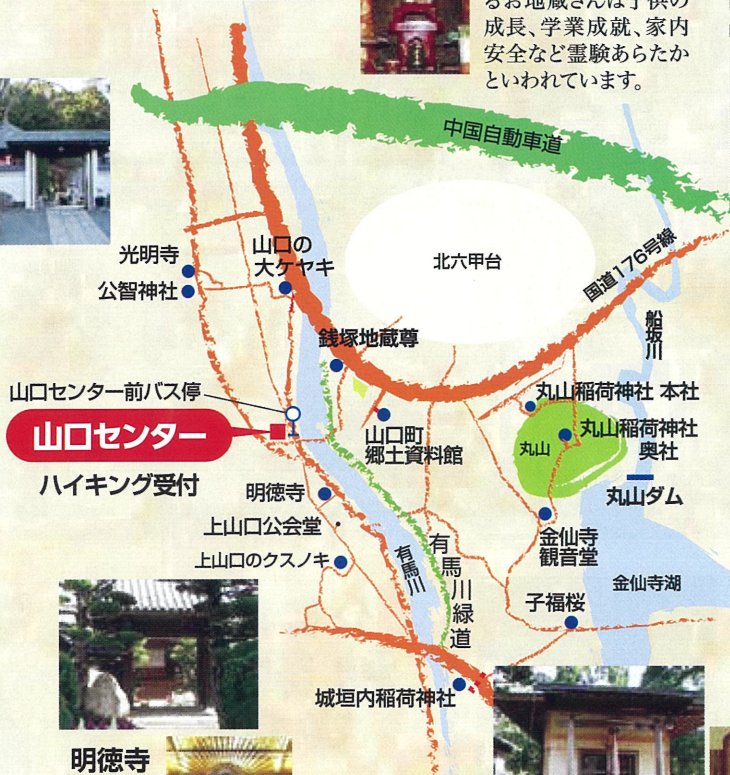 るお地蔵さんは子供の
成長、学業成就、家内
安全など霊験あらたか
といわれています。
中国自動車道
光明寺
公智神社
山口の
大ケヤキ
北六甲台
国道176号線
船坂川
銭塚地蔵尊
山口センター前バス停
山口センター
ハイキング受付
山口町
郷土資料館
丸山稲荷神社 本社
丸山稲荷神社
奥社
丸山
丸山ダム
明徳寺
上山口公会堂
上山口のクスノキ
有馬川
有馬川緑道
金仙寺
観音堂
金仙寺湖
子福桜
城垣内稲荷神社
明徳寺